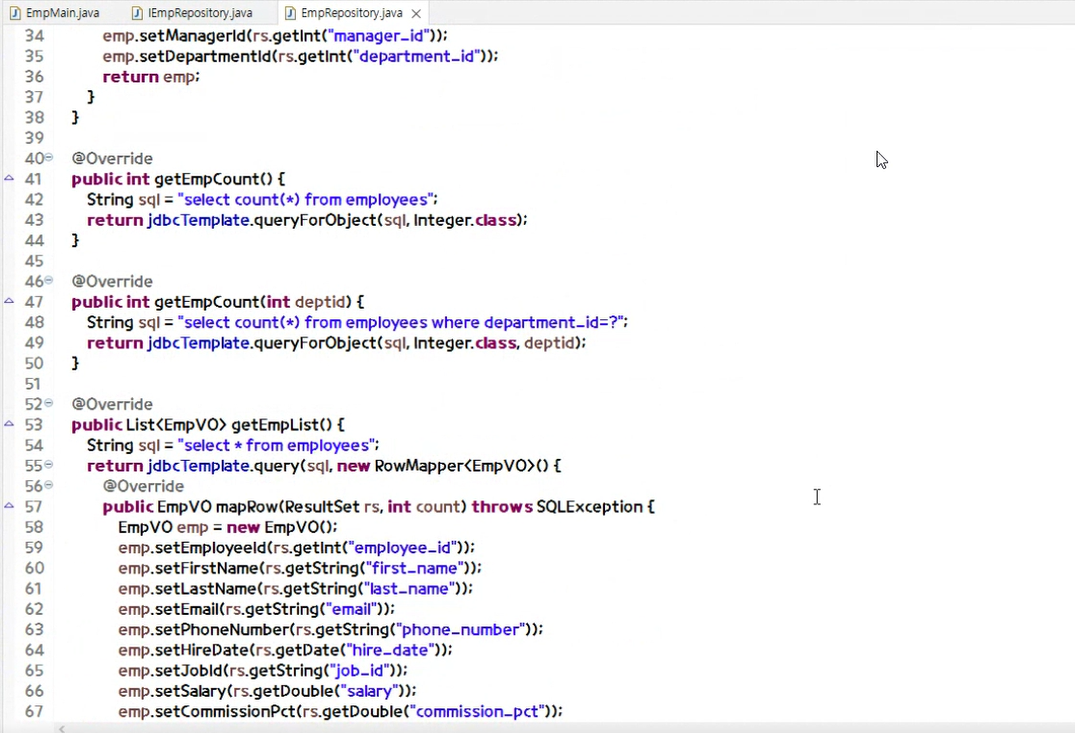 EmpMain.java IEmpRepository.java EmpRepository.java
34 emp.setManagerId(rs.getInt("manager_id"));
35 emp.setDepartmentId(rs.getInt("department_id"));
36 return emp;
37 }
38 }
39
40 @Override
41 public int getEmpCount() {
42 String sql = "select count(*) from employees";
43 return jdbcTemplate.queryForObject(sql, Integer.class);
44 }
45
46 @Override
47 public int getEmpCount(int deptid) {
48 String sql = "select count(*) from employees where department_id=?";
49 return jdbcTemplate.queryForObject(sql, Integer.class, deptid);
50 }
51
52 @Override
53 public List<EmpVO> getEmpList() {
54 String sql = "select * from employees";
55 return jdbcTemplate.query(sql, new RowMapper<EmpVO>() {
56 @Override
57 public EmpVO mapRow(ResultSet rs, int count) throws SQLException {
58 EmpVO emp = new EmpVO();
59 emp.setEmployeeId(rs.getInt("employee_id"));
60 emp.setFirstName(rs.getString("first_name"));
61 emp.setLastName(rs.getString("last_name"));
62 emp.setEmail(rs.getString("email"));
63 emp.setPhoneNumber(rs.getString("phone_number"));
64 emp.setHireDate(rs.getDate("hire_date"));
65 emp.setJobId(rs.getString("job_id"));
66 emp.setSalary(rs.getDouble("salary"));
67 emp.setCommissionPct(rs.getDouble("commission_pct"));